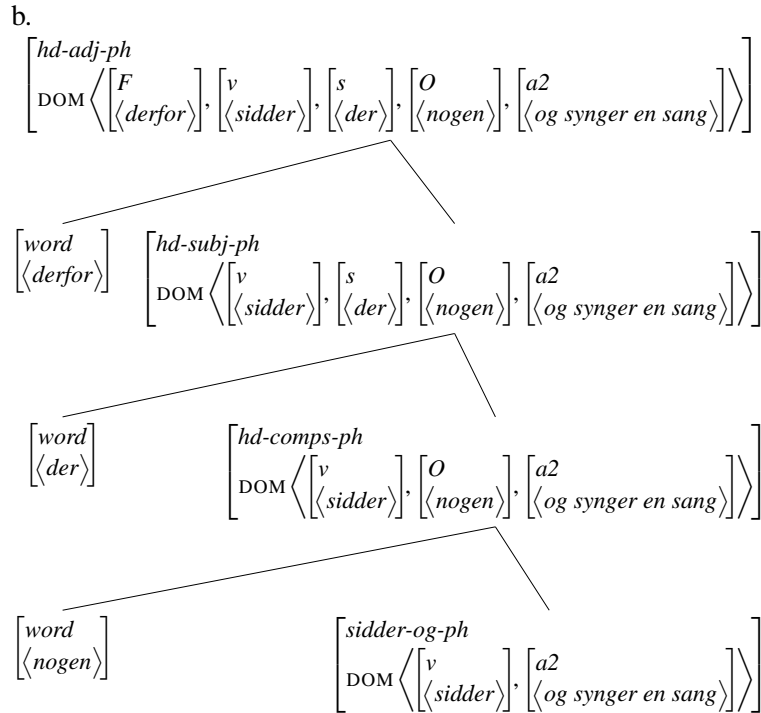 b.
hd-adj-ph
DOM ⟨[F ⟨derfor⟩], [v ⟨sidder⟩], [s ⟨der⟩], [O ⟨nogen⟩], [a2 ⟨og synger en sang⟩]⟩
word
⟨derfor⟩
hd-subj-ph
DOM ⟨[v ⟨sidder⟩], [s ⟨der⟩], [O ⟨nogen⟩], [a2 ⟨og synger en sang⟩]⟩
word
⟨der⟩
hd-comps-ph
DOM ⟨[v ⟨sidder⟩], [O ⟨nogen⟩], [a2 ⟨og synger en sang⟩]⟩
word
⟨nogen⟩
sidder-og-ph
DOM ⟨[v ⟨sidder⟩], [a2 ⟨og synger en sang⟩]⟩